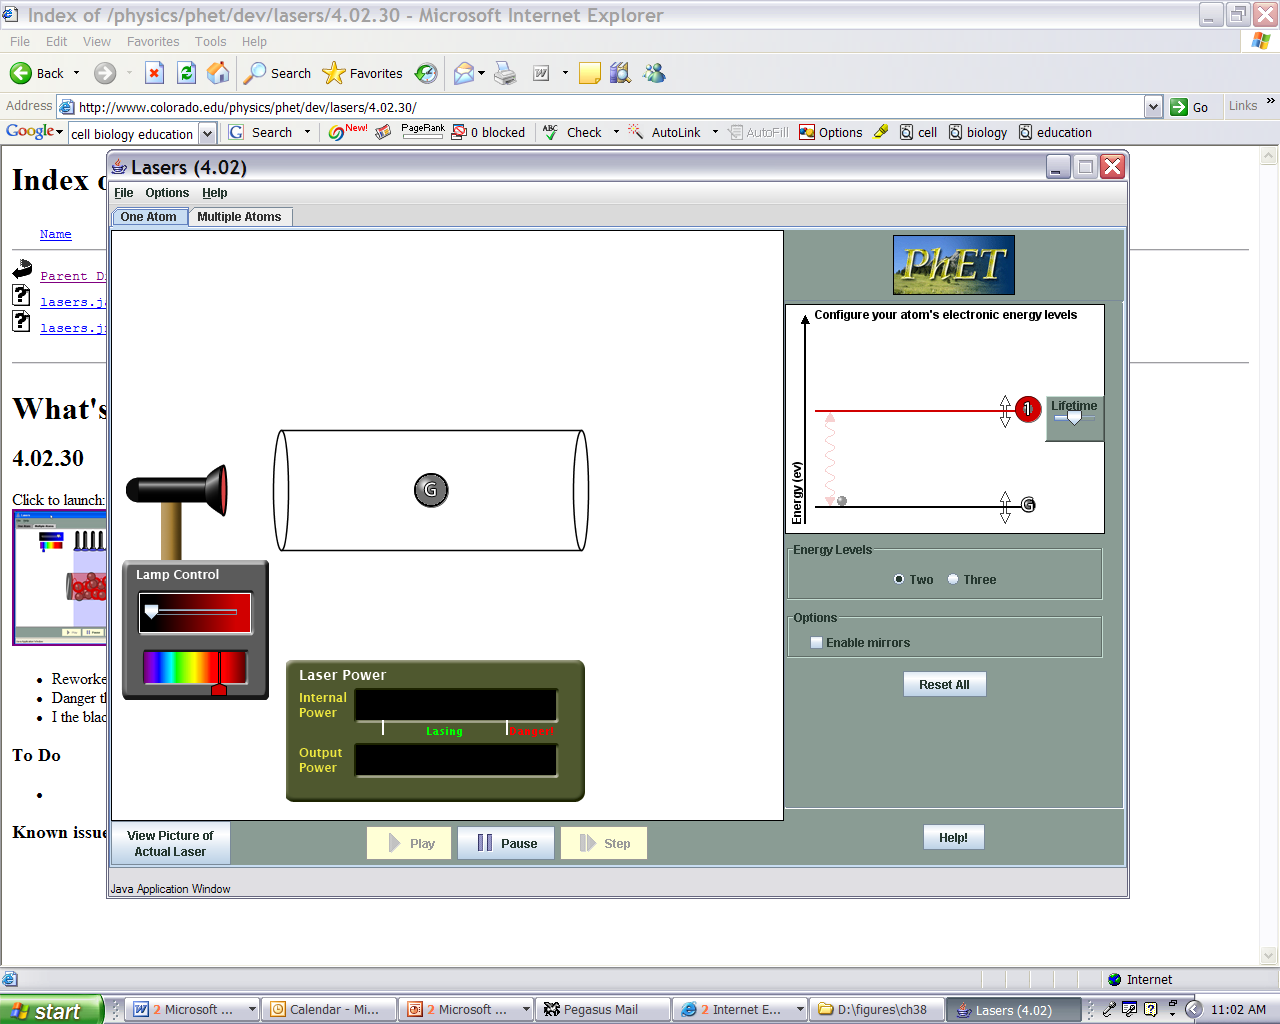 Index of /physics/phet/dev/lasers/4.02.30 - Microsoft Internet Explorer
File Edit View Favorites Tools Help
Back Search Favorites
Address http://www.colorado.edu/physics/phet/dev/lasers/4.02.30/ Go Links »
Google cell biology education Search New! PageRank 0 blocked Check AutoLink AutoFill Options cell biology education
Index o
Name
Parent D
lasers.j
lasers.j
What's
4.02.30
Click to launch:
Reworke
Danger th
I the blac
To Do
Known issue
Lasers (4.02)
File Options Help
One Atom Multiple Atoms
PhET
Configure your atom's electronic energy levels
1
Lifetime
Energy (ev)
G
G
Energy Levels
Two Three
Options
Enable mirrors
Reset All
Lamp Control
Laser Power
Internal
Power
Lasing Danger!
Output
Power
View Picture of
Actual Laser
Play Pause Step
Help!
Java Application Window
Internet
start 2 Microsoft ... Calendar - Mi... 2 Microsoft ... Pegasus Mail 2 Internet E... D:\figures\ch38 Lasers (4.02) 11:02 AM